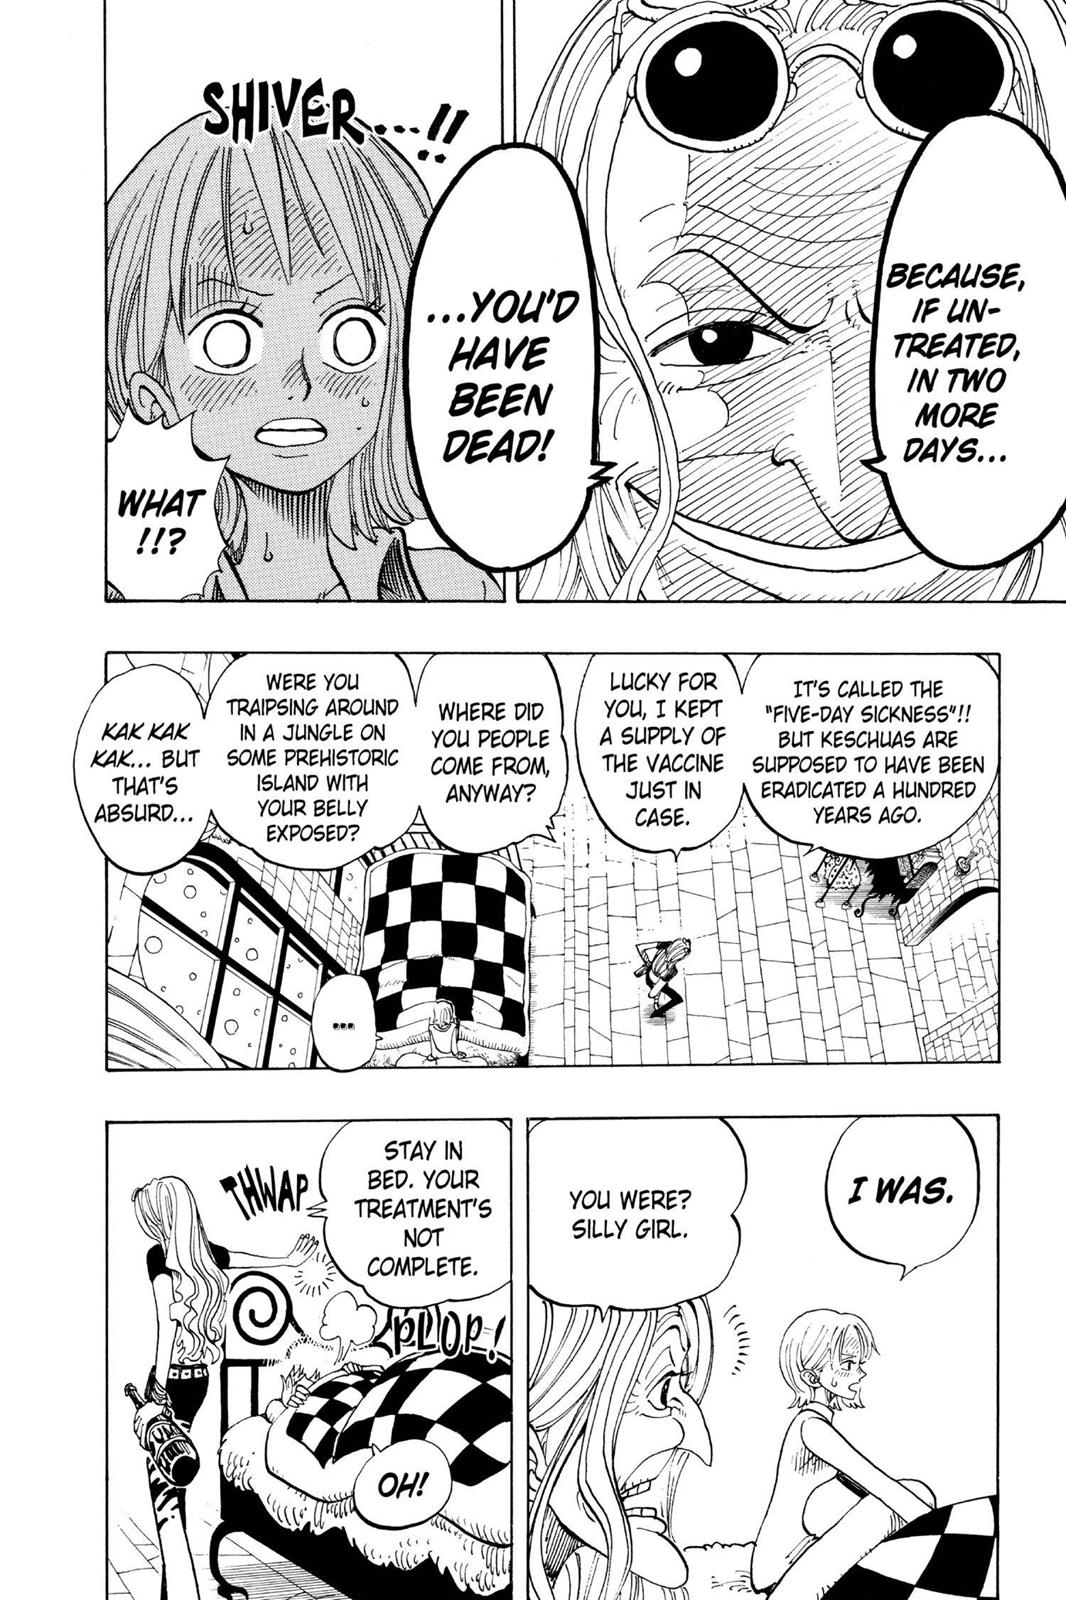 BECAUSE,
IF UN-
TREATED,
IN TWO
MORE
DAYS...
...YOU'D
HAVE
BEEN
DEAD!
SHIVER...!!
WHAT
!!?
IT'S CALLED THE
"FIVE-DAY SICKNESS"!!
BUT KESCHUAS ARE
SUPPOSED TO HAVE BEEN
ERADICATED A HUNDRED
YEARS AGO.
LUCKY FOR
YOU, I KEPT
A SUPPLY OF
THE VACCINE
JUST IN
CASE.
WHERE DID
YOU PEOPLE
COME FROM,
ANYWAY?
WERE YOU
TRAIPSING AROUND
IN A JUNGLE ON
SOME PREHISTORIC
ISLAND WITH
YOUR BELLY
EXPOSED?
KAK KAK
KAK... BUT
THAT'S
ABSURD...
...
I WAS.
YOU WERE?
SILLY GIRL.
STAY IN
BED. YOUR
TREATMENT'S
NOT
COMPLETE.
THWAP
PLOP!
OH!